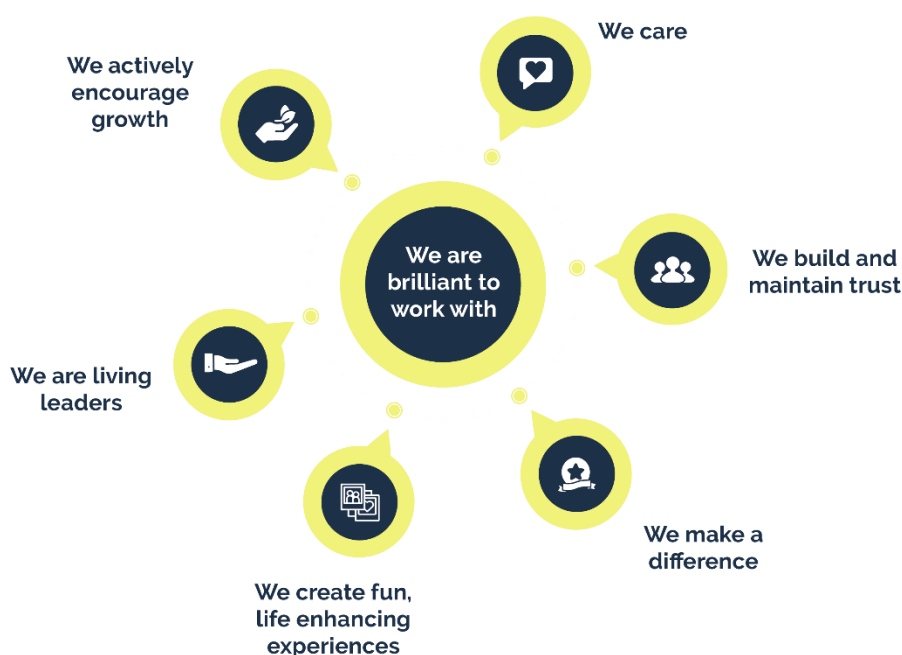 We care
We actively
encourage
growth
We are
brilliant to
work with
We build and
maintain trust
We are living
leaders
We make a
difference
We create fun,
life enhancing
experiences